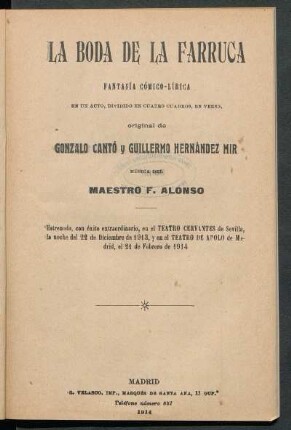 LA BODA DE LA FARRUCA
FANTASÍA CÓMICO-LÍRICA
EN UN ACTO, DIVIDIDO EN CUATRO CUADROS, EN VERSO,
original de
GONZALO CANTÓ y GUILLERMO HERNÁNDEZ MIR
MÚSICA DEL
MAESTRO F. ALONSO
Estrenada, con éxito extraordinario, en el TEATRO CERVANTES de Sevilla,
la noche del 22 de Diciembre de 1913, y en el TEATRO DE APOLO de Ma-
drid, el 21 de Febrero de 1914
MADRID
R. VELASCO, IMP., MARQUÉS DE SANTA ANA, 11 DUP.º
Teléfono número 551
1914